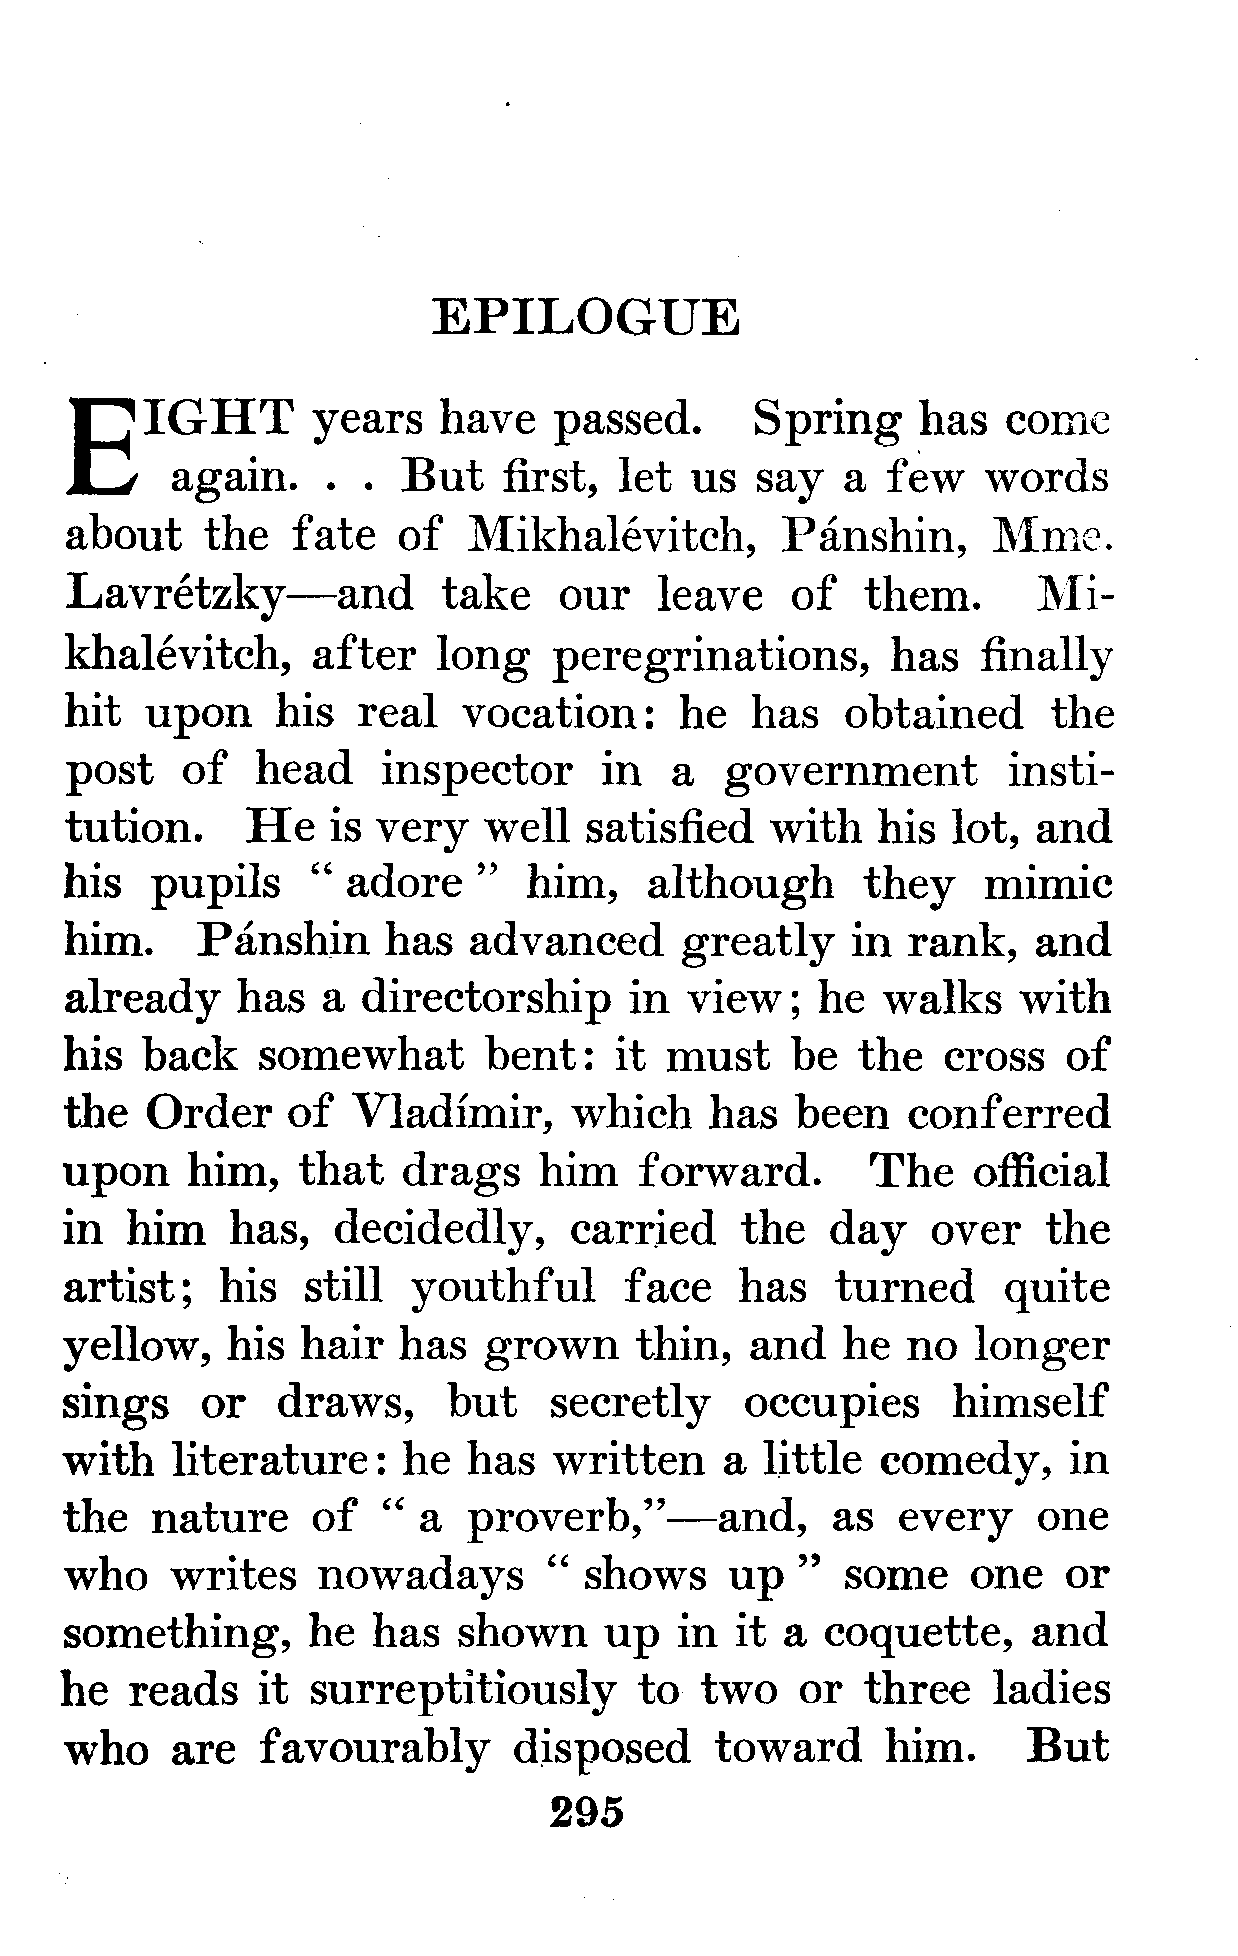 EPILOGUE
EIGHT years have passed. Spring has come
again. . . But first, let us say a few words
about the fate of Mikhalévitch, Pánshin, Mme.
Lavrétzky—and take our leave of them. Mi-
khalévitch, after long peregrinations, has finally
hit upon his real vocation: he has obtained the
post of head inspector in a government insti-
tution. He is very well satisfied with his lot, and
his pupils “ adore ” him, although they mimic
him. Pánshin has advanced greatly in rank, and
already has a directorship in view; he walks with
his back somewhat bent: it must be the cross of
the Order of Vladímir, which has been conferred
upon him, that drags him forward. The official
in him has, decidedly, carried the day over the
artist; his still youthful face has turned quite
yellow, his hair has grown thin, and he no longer
sings or draws, but secretly occupies himself
with literature: he has written a little comedy, in
the nature of “ a proverb,”—and, as every one
who writes nowadays “ shows up ” some one or
something, he has shown up in it a coquette, and
he reads it surreptitiously to two or three ladies
who are favourably disposed toward him. But
295